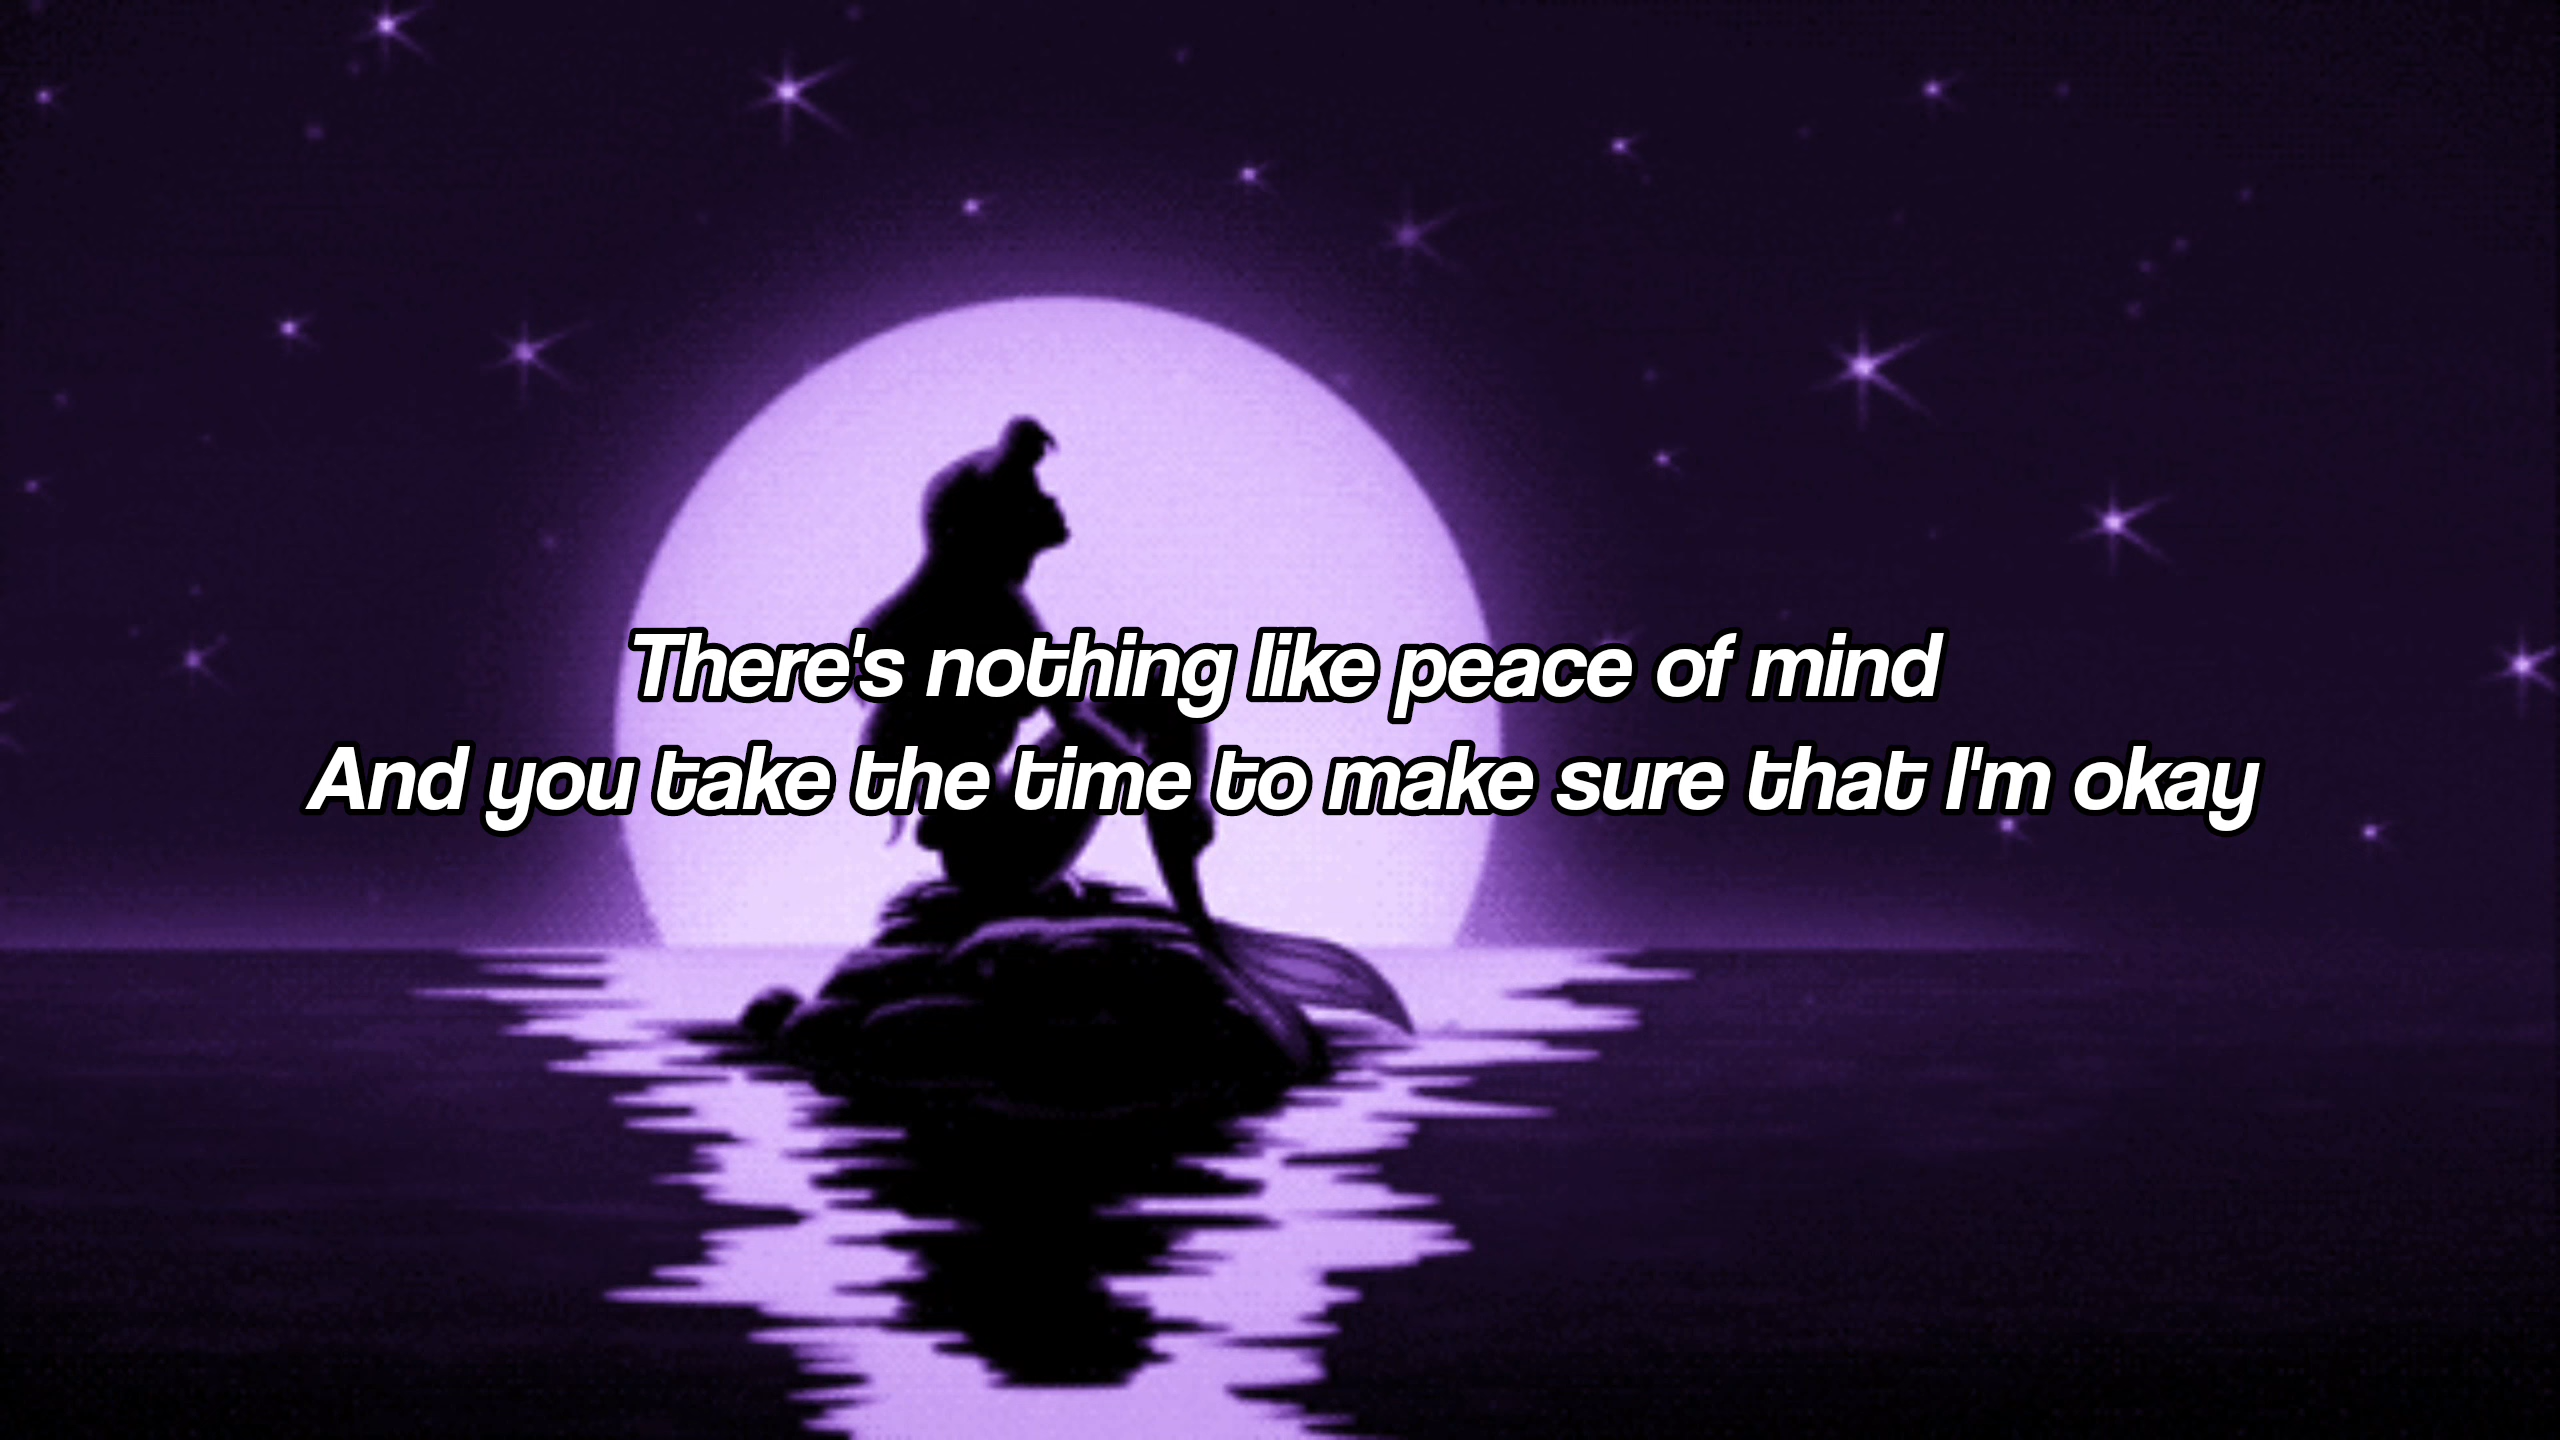 There's nothing like peace of mind
And you take the time to make sure that I'm okay